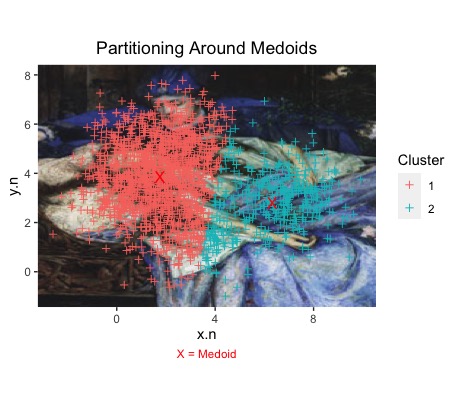 Partitioning Around Medoids
y.n
8
6
4
2
0
0 4 8
x.n
X = Medoid
Cluster
1
2